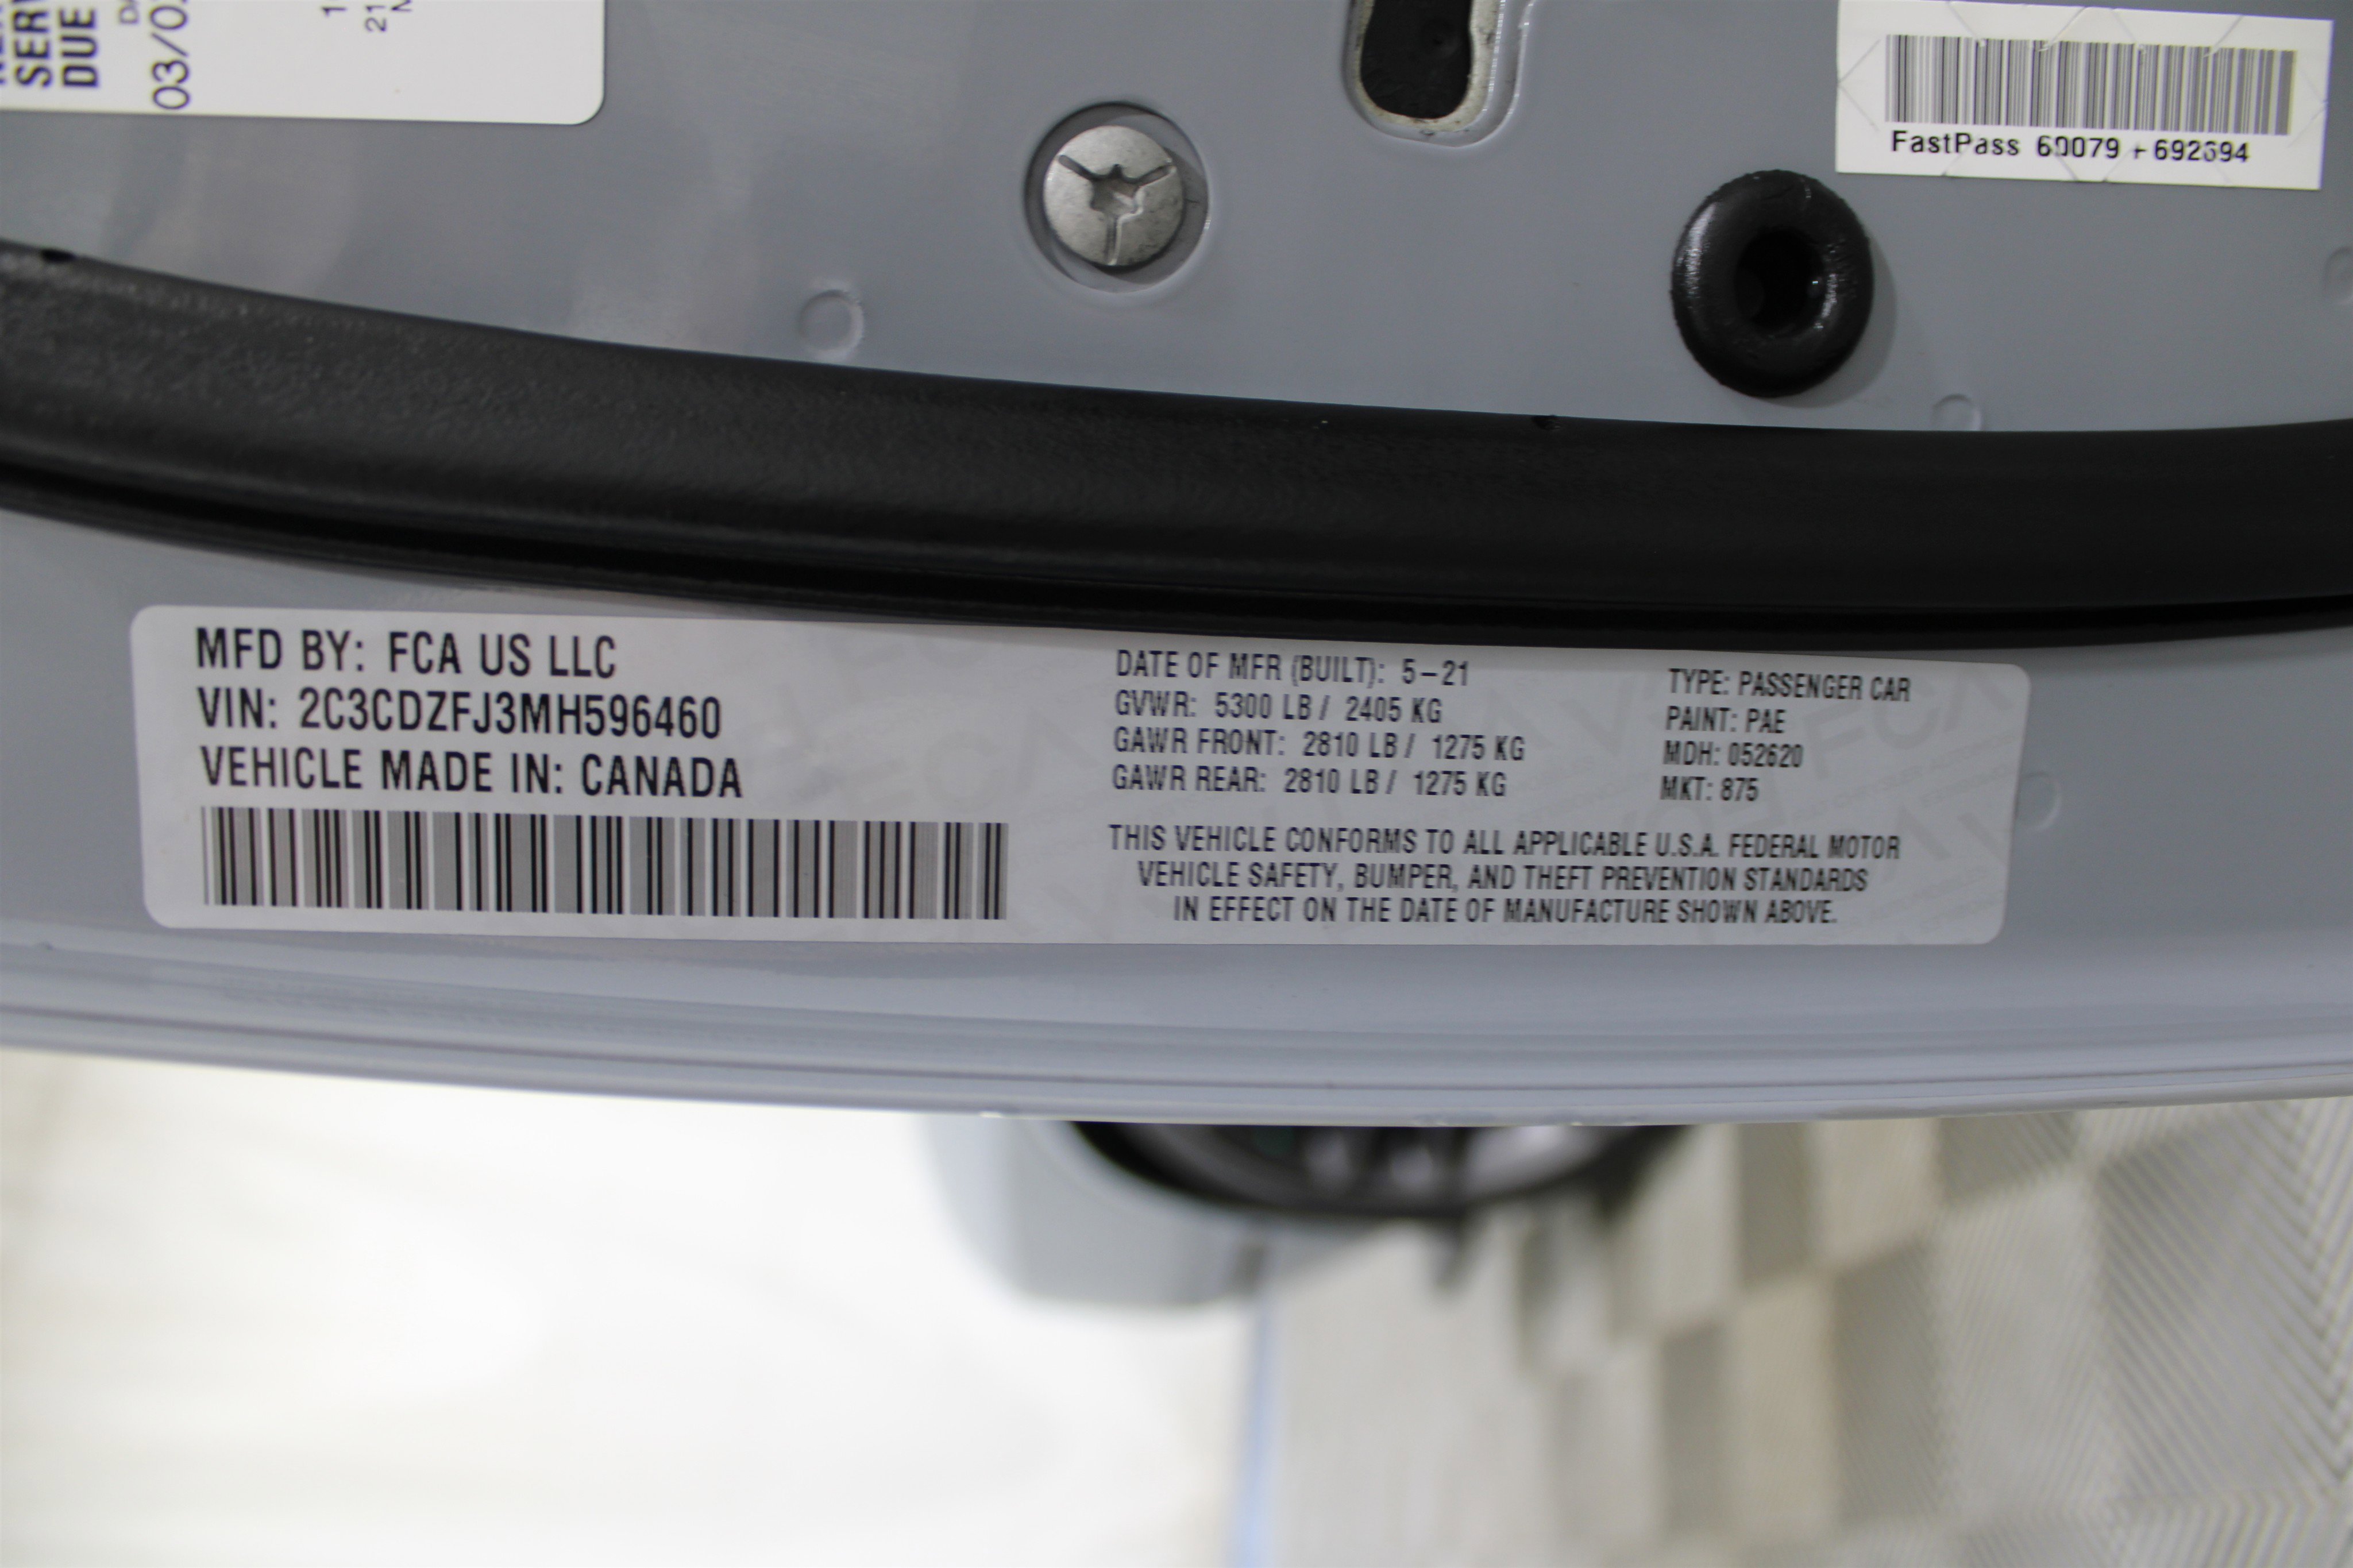 SERV
DUE
03/0
21
FastPass 60079 + 692694
MFD BY: FCA US LLC
VIN: 2C3CDZFJ3MH596460
VEHICLE MADE IN: CANADA
DATE OF MFR (BUILT): 5-21
GVWR: 5300 LB / 2405 KG
GAWR FRONT: 2810 LB / 1275 KG
GAWR REAR: 2810 LB / 1275 KG
TYPE: PASSENGER CAR
PAINT: PAE
MDH: 052620
MKT: 875
THIS VEHICLE CONFORMS TO ALL APPLICABLE U.S.A. FEDERAL MOTOR
VEHICLE SAFETY, BUMPER, AND THEFT PREVENTION STANDARDS
IN EFFECT ON THE DATE OF MANUFACTURE SHOWN ABOVE.